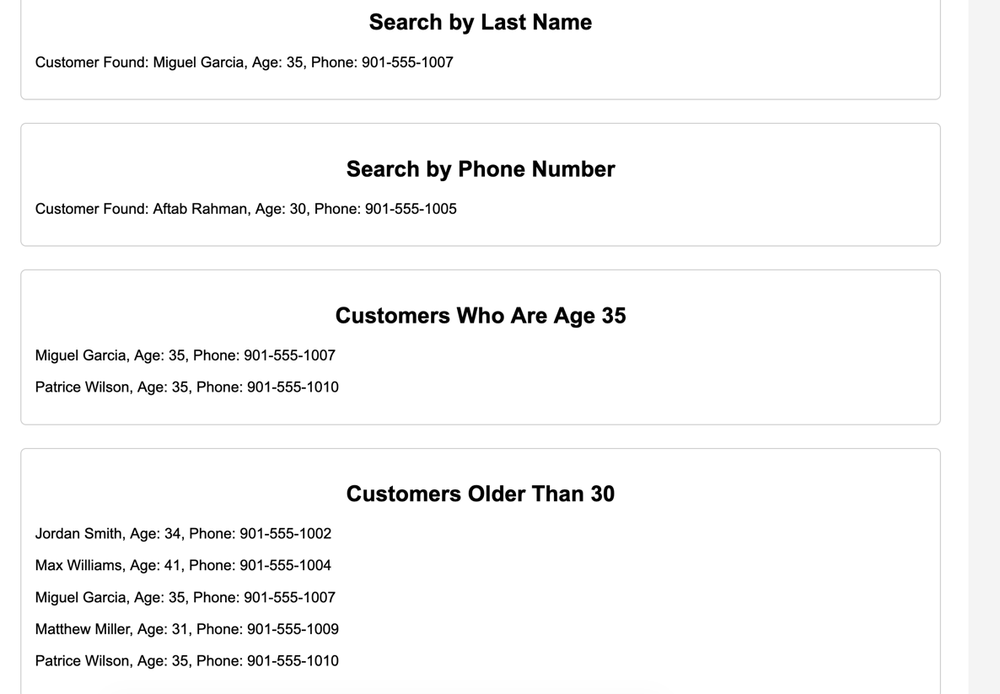 Search by Last Name
Customer Found: Miguel Garcia, Age: 35, Phone: 901-555-1007
Search by Phone Number
Customer Found: Aftab Rahman, Age: 30, Phone: 901-555-1005
Customers Who Are Age 35
Miguel Garcia, Age: 35, Phone: 901-555-1007
Patrice Wilson, Age: 35, Phone: 901-555-1010
Customers Older Than 30
Jordan Smith, Age: 34, Phone: 901-555-1002
Max Williams, Age: 41, Phone: 901-555-1004
Miguel Garcia, Age: 35, Phone: 901-555-1007
Matthew Miller, Age: 31, Phone: 901-555-1009
Patrice Wilson, Age: 35, Phone: 901-555-1010